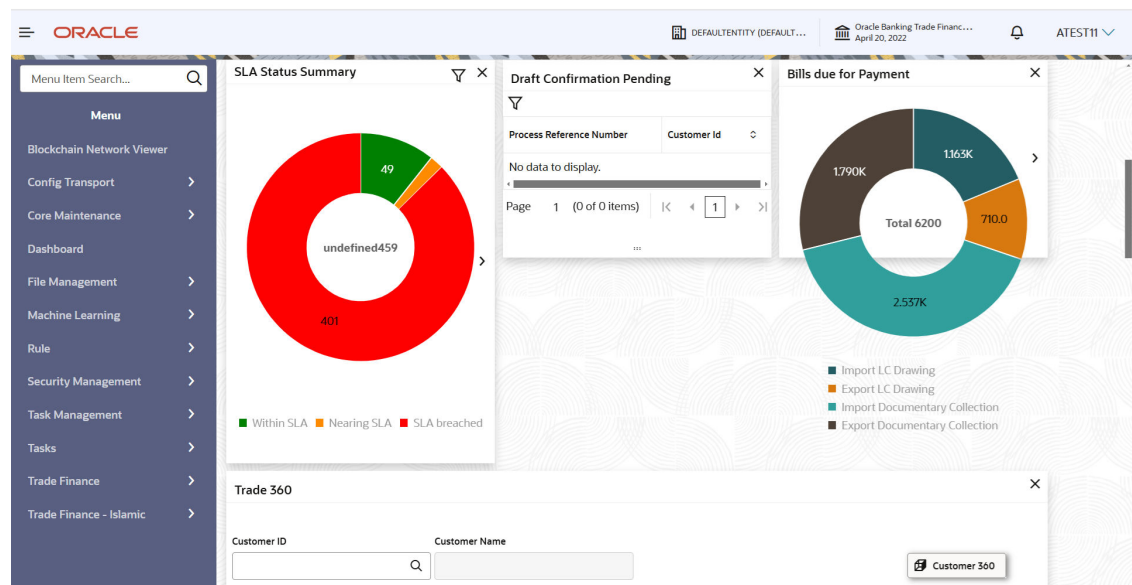 ORACLE
DEFAULTENTITY (DEFAULT...
Oracle Banking Trade Financ...
April 20, 2022
ATEST11
Menu Item Search...
Menu
Blockchain Network Viewer
Config Transport
Core Maintenance
Dashboard
File Management
Machine Learning
Rule
Security Management
Task Management
Tasks
Trade Finance
Trade Finance - Islamic
SLA Status Summary
49
undefined459
401
Within SLA
Nearing SLA
SLA breached
Draft Confirmation Pending
Process Reference Number
Customer Id
No data to display.
Page 1 (0 of 0 items) 1
Bills due for Payment
1.163K
1.790K
Total 6200
710.0
2.537K
Import LC Drawing
Export LC Drawing
Import Documentary Collection
Export Documentary Collection
Trade 360
Customer ID
Customer Name
Customer 360